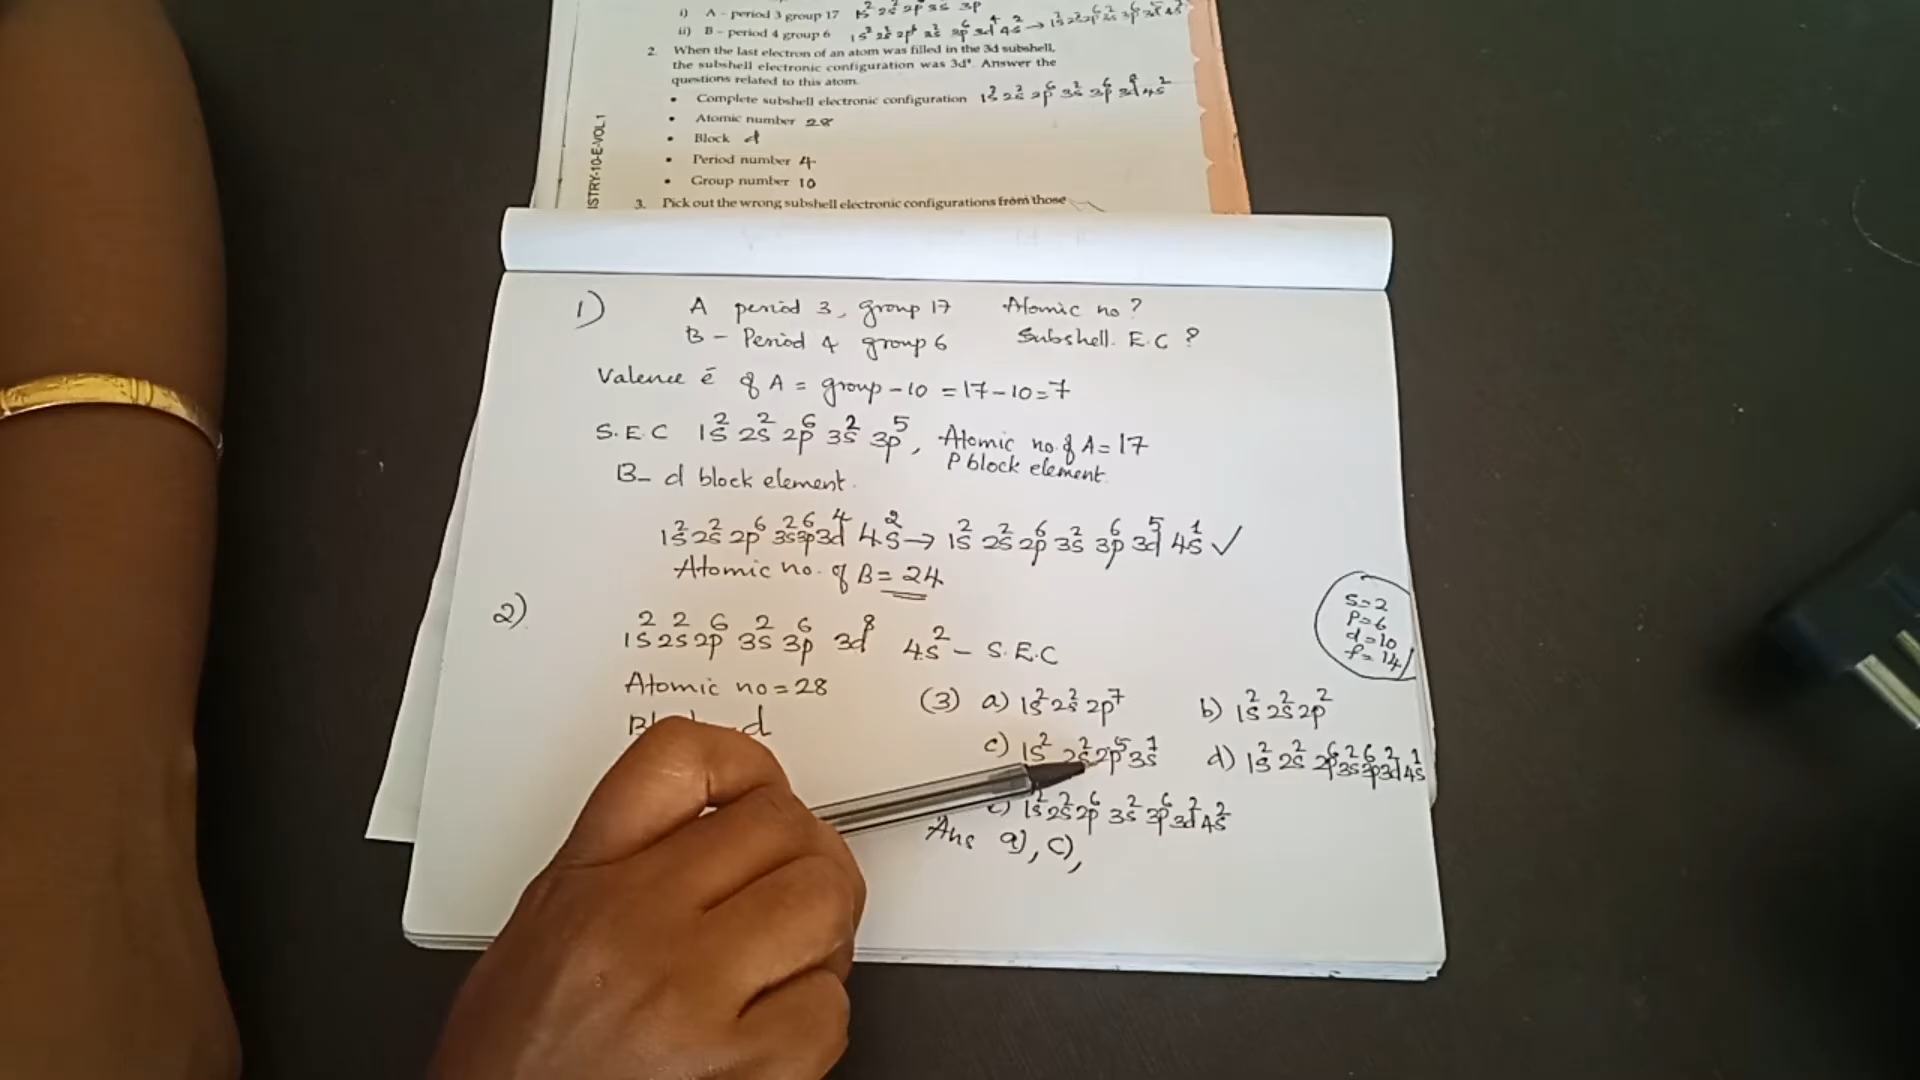 i) A - period 3 group 17 1s² 2s² 2p⁶ 3s² 3p⁵
ii) B - period 4 group 6 1s² 2s² 2p⁶ 3s² 3p⁶ 3d⁴ 4s² → 1s² 2s² 2p⁶ 3s² 3p⁶ 3d⁵ 4s¹
2. When the last electron of an atom was filled in the 3d subshell,
the subshell electronic configuration was 3d⁸. Answer the
questions related to this atom.
• Complete subshell electronic configuration 1s² 2s² 2p⁶ 3s² 3p⁶ 3d⁸ 4s²
• Atomic number 28
• Block d
• Period number 4
• Group number 10
3. Pick out the wrong subshell electronic configurations from those
ISTRY-10-E-VOL1
1) A period 3, group 17 Atomic no ?
B - Period 4 group 6 Subshell. E.C ?
Valence ē of A = group - 10 = 17 - 10 = 7
S.E.C 1s² 2s² 2p⁶ 3s² 3p⁵, Atomic no. of A = 17
P block element.
B - d block element.
1s² 2s² 2p⁶ 3s² 3p⁶ 3d⁴ 4s² → 1s² 2s² 2p⁶ 3s² 3p⁶ 3d⁵ 4s¹ ✓
Atomic no. of B = 24
2) 1s² 2s² 2p⁶ 3s² 3p⁶ 3d⁸ 4s² - S.E.C
s=2
p=6
d=10
f=14
Atomic no = 28
d
(3) a) 1s² 2s² 2p⁷ b) 1s² 2s² 2p²
c) 1s² 2s² 2p⁵ 3s¹ d) 1s² 2s² 2p⁶ 3s² 3p⁶ 3d² 4s¹
e) 1s² 2s² 2p⁶ 3s² 3p⁶ 3d² 4s²
Ans a), c),